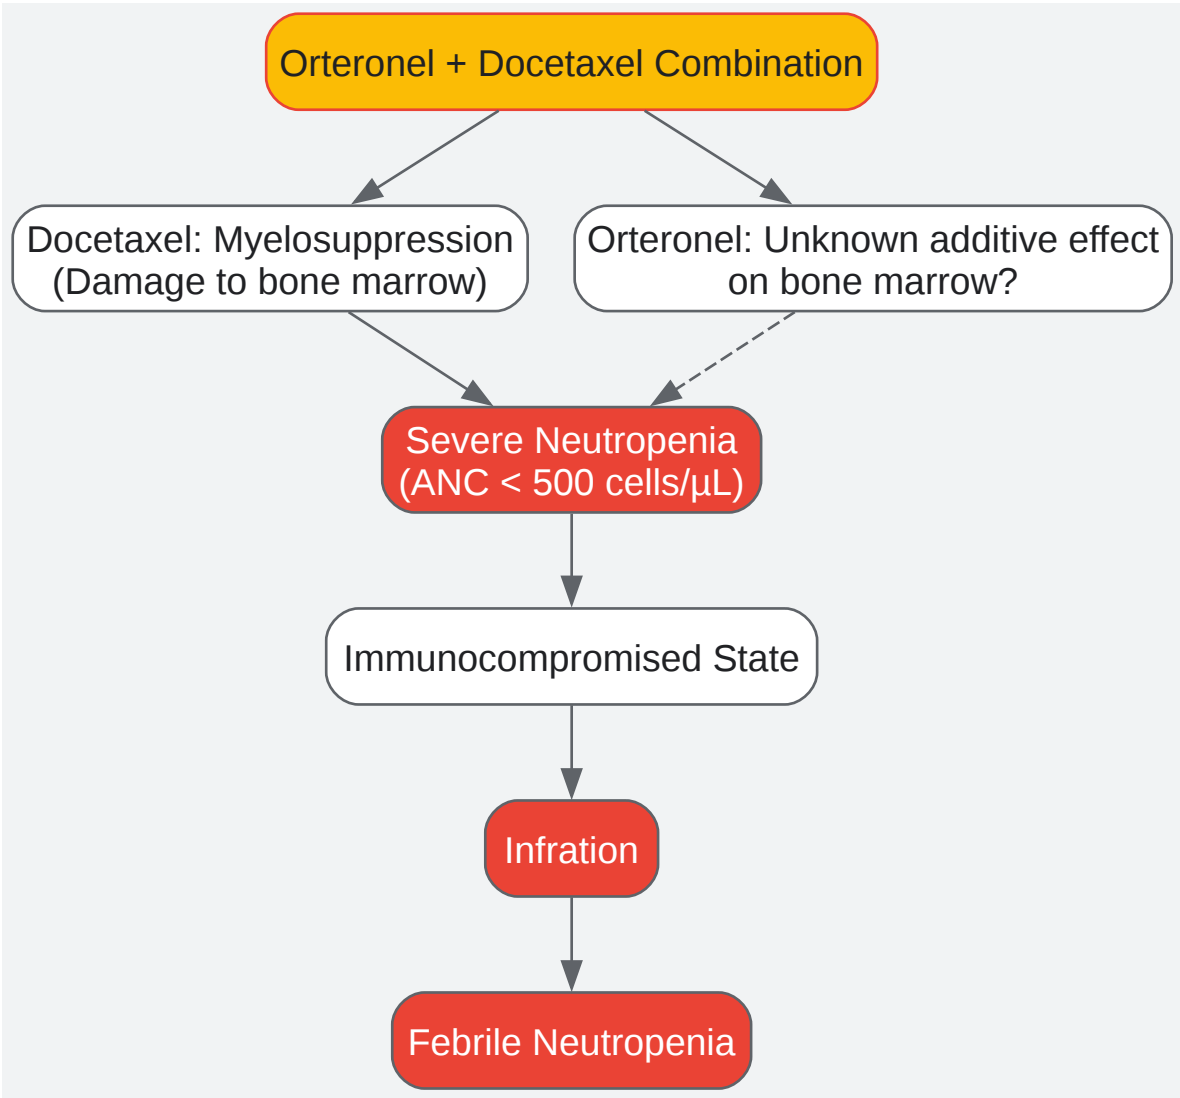 Orteronel + Docetaxel Combination
Docetaxel: Myelosuppression
(Damage to bone marrow)
Orteronel: Unknown additive effect
on bone marrow?
Severe Neutropenia
(ANC < 500 cells/µL)
Immunocompromised State
Infration
Febrile Neutropenia